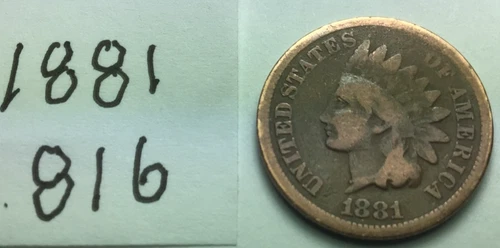 1881
.816
UNITED STATES OF AMERICA
1881